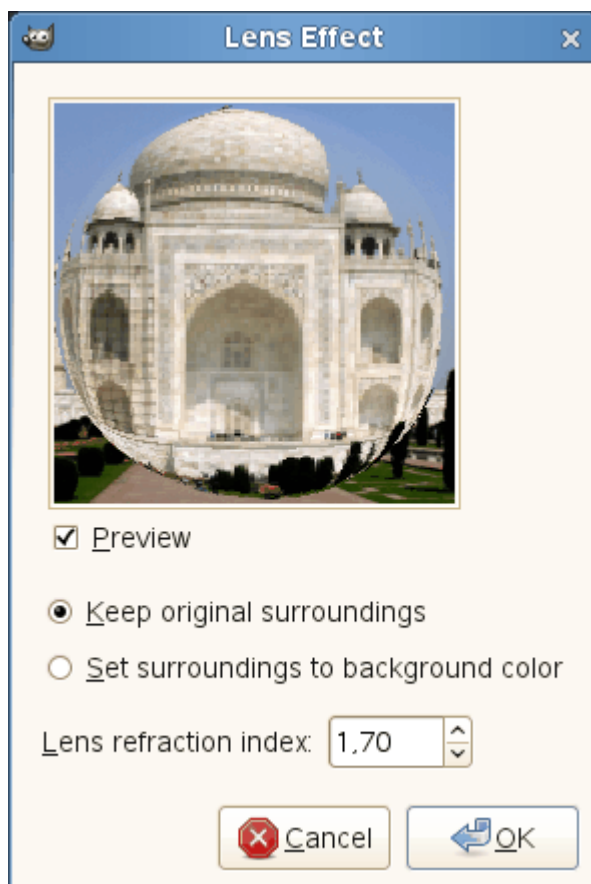 Lens Effect
Preview
Keep original surroundings
Set surroundings to background color
Lens refraction index: 1,70
Cancel OK